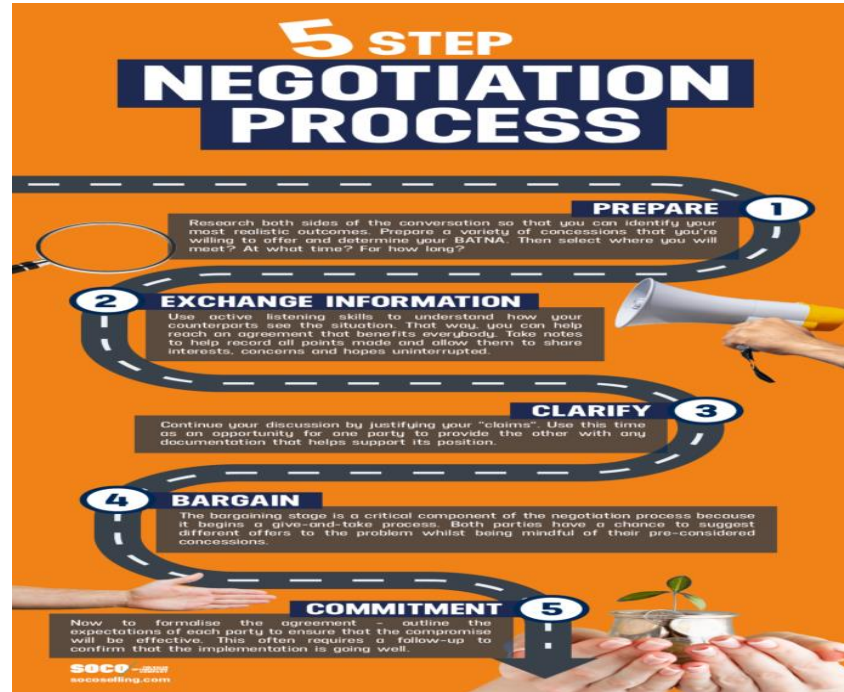 5 STEP
NEGOTIATION
PROCESS
PREPARE 1
Research both sides of the conversation so that you can identify your
most realistic outcomes. Prepare a variety of concessions that you're
willing to offer and determine your BATNA. Then select where you will
meet? At what time? For how long?
2 EXCHANGE INFORMATION
Use active listening skills to understand how your
counterparts see the situation. That way, you can help
reach an agreement that benefits everybody. Take notes
to help record all points made and allow them to share
interests, concerns and hopes uninterrupted.
CLARIFY 3
Continue your discussion by justifying your "claims". Use this time
as an opportunity for one party to provide the other with any
documentation that helps support its position.
4 BARGAIN
The bargaining stage is a critical component of the negotiation process because
it begins a give-and-take process. Both parties have a chance to suggest
different offers to the problem whilst being mindful of their pre-considered
concessions.
COMMITMENT 5
Now to formalise the agreement - outline the
expectations of each party to ensure that the compromise
will be effective. This often requires a follow-up to
confirm that the implementation is going well.
SOCO
socoselling.com